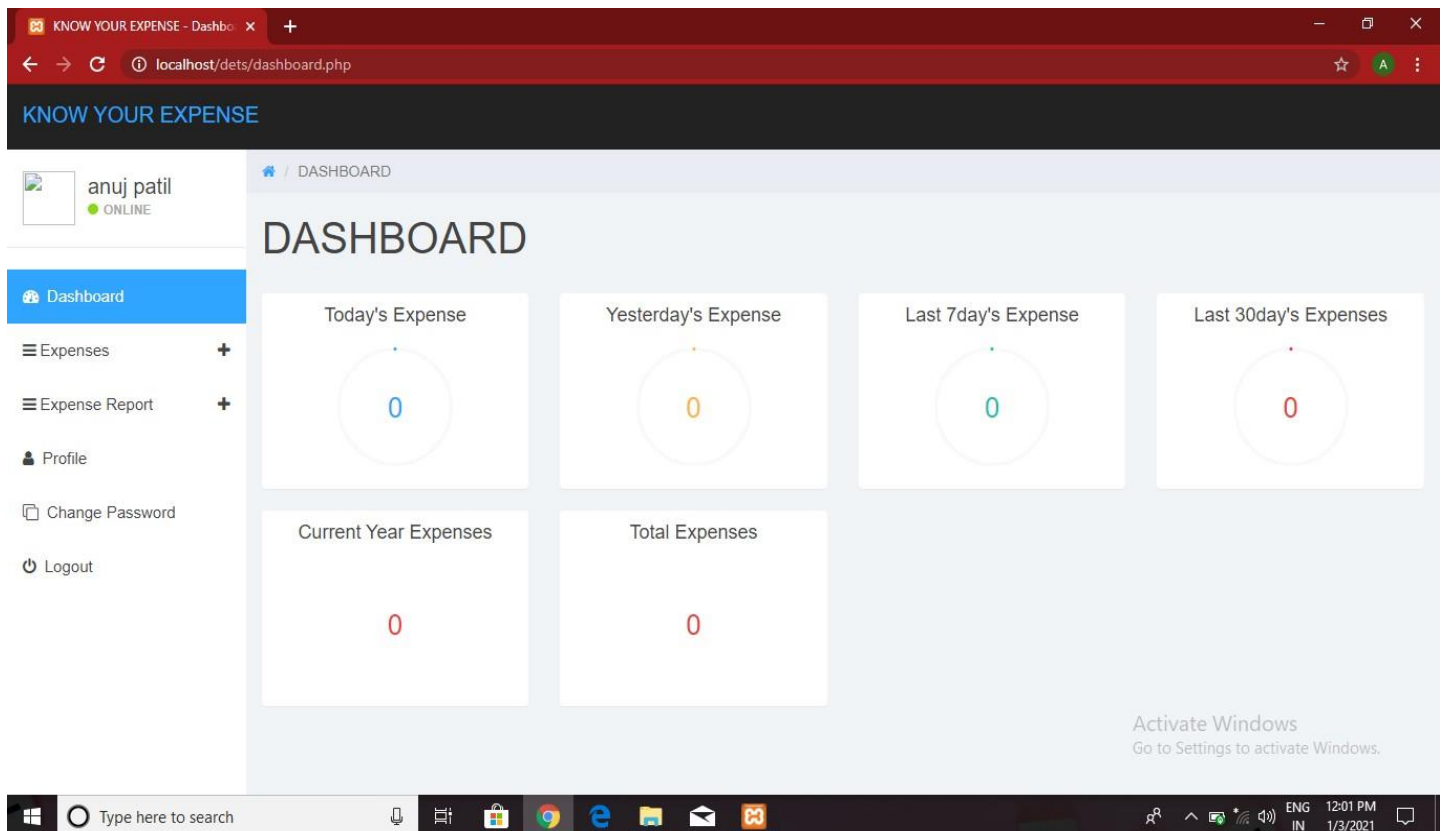 KNOW YOUR EXPENSE - Dashbo
localhost/dets/dashboard.php
A
KNOW YOUR EXPENSE
anuj patil
ONLINE
/ DASHBOARD
DASHBOARD
Dashboard
Expenses
Expense Report
Profile
Change Password
Logout
Today's Expense
0
Yesterday's Expense
0
Last 7day's Expense
0
Last 30day's Expenses
0
Current Year Expenses
0
Total Expenses
0
Activate Windows
Go to Settings to activate Windows.
Type here to search
ENG
IN
12:01 PM
1/3/2021